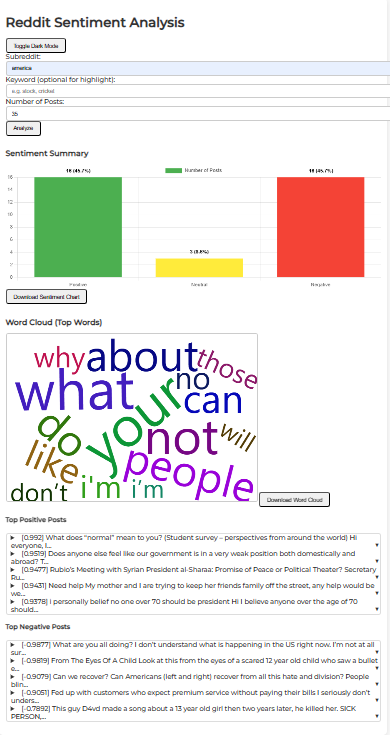 Reddit Sentiment Analysis
Toggle Dark Mode
Subreddit:
america
Keyword (optional for highlight):
e.g. stock, cricket
Number of Posts:
35
Analyze
Sentiment Summary
16 (45.7%)
Number of Posts
16 (45.7%)
16
14
12
10
8
6
4
3 (8.6%)
2
0
Positive
Neutral
Negative
Download Sentiment Chart
Word Cloud (Top Words)
why about those
what no can
do your not will
like people
don't i'm i'm
Download Word Cloud
Top Positive Posts
► [0.992] What does "normal" mean to you? (Student survey – perspectives from around the world) Hi
everyone, I...
► [0.9519] Does anyone else feel like our government is in a very weak position both domestically and
abroad? T...
► [0.9477] Rubio's Meeting with Syrian President al-Sharaa: Promise of Peace or Political Theater? Secretary
Ru...
► [0.9431] Need help My mother and I are trying to keep her friends family off the street, any help would be
we...
► [0.9378] I personally belief no one over 70 should be president Hi I believe anyone over the age of 70
should...
Top Negative Posts
► [-0.9877] What are you all doing? I don't understand what is happening in the US right now. I'm not at all
sur...
► [-0.9819] From The Eyes Of A Child Look at this from the eyes of a scared 12 year old child who saw a bullet
e...
► [-0.9079] Can we recover? Can Americans (left and right) recover from all this hate and division? People
blin...
► [-0.9051] Fed up with customers who expect premium service without paying their bills I seriously don't
unders...
► [-0.7892] This guy D4vd made a song about a 13 year old girl then two years later, he killed her. SICK
PERSON,...